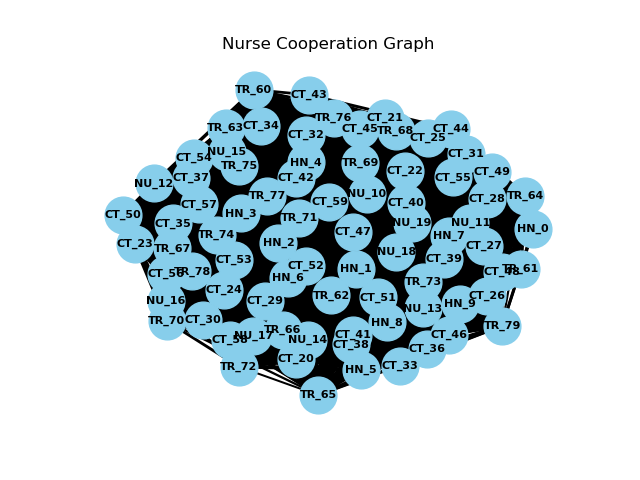 Nurse Cooperation Graph
TR_60
CT_43
TR_76
CT_21
TR_63
CT_34
CT_32
CT_45
TR_68
CT_25
CT_44
CT_54
NU_15
TR_75
HN_4
TR_69
CT_31
NU_12
CT_37
CT_42
CT_22
CT_55
CT_49
TR_77
CT_59
NU_10
CT_40
CT_28
TR_64
CT_50
CT_57
HN_3
TR_71
CT_35
NU_19
NU_11
HN_0
CT_23
TR_67
TR_74
HN_2
CT_47
HN_7
CT_27
CT_53
NU_18
CT_39
TR_78
HN_6
CT_52
HN_1
TR_61
NU_16
CT_24
CT_29
TR_62
CT_51
TR_73
HN_9
CT_26
NU_13
TR_70
CT_30
TR_66
HN_8
TR_79
NU_17
NU_14
CT_41
CT_38
CT_46
CT_36
TR_72
CT_20
HN_5
CT_33
TR_65